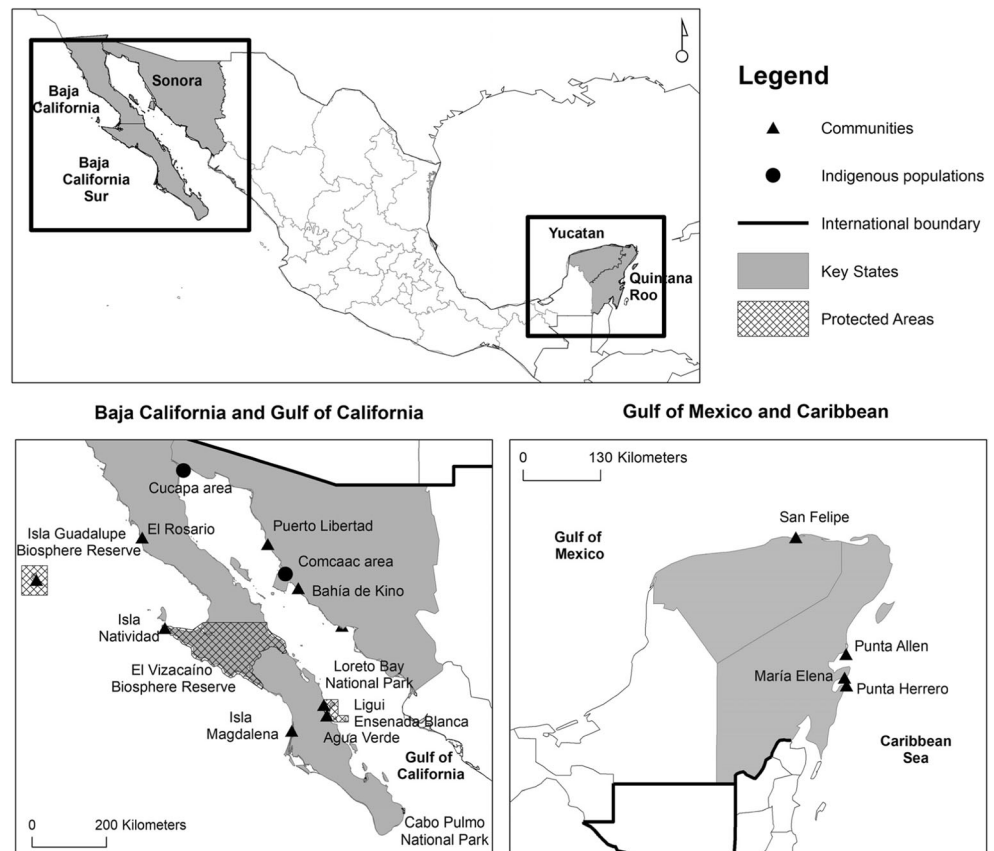 Baja
California
Sonora
Baja
California
Sur
Yucatan
Quintana
Roo
Legend
Communities
Indigenous populations
International boundary
Key States
Protected Areas
Baja California and Gulf of California
Cucapa area
Isla Guadalupe
Biosphere Reserve
El Rosario
Puerto Libertad
Comcaac area
Bahía de Kino
Isla
Natividad
El Vizacaíno
Biosphere Reserve
Loreto Bay
National Park
Ligui
Ensenada Blanca
Agua Verde
Isla
Magdalena
Gulf of
California
Cabo Pulmo
National Park
0 200 Kilometers
Gulf of Mexico and Caribbean
0 130 Kilometers
Gulf of
Mexico
San Felipe
Punta Allen
María Elena
Punta Herrero
Caribbean
Sea